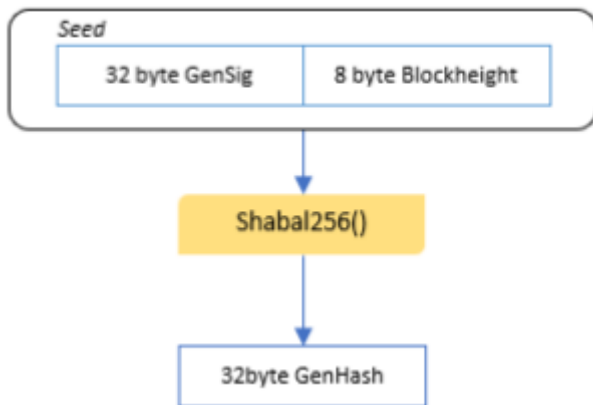 Seed
32 byte GenSig
8 byte Blockheight
Shabal256()
32byte GenHash